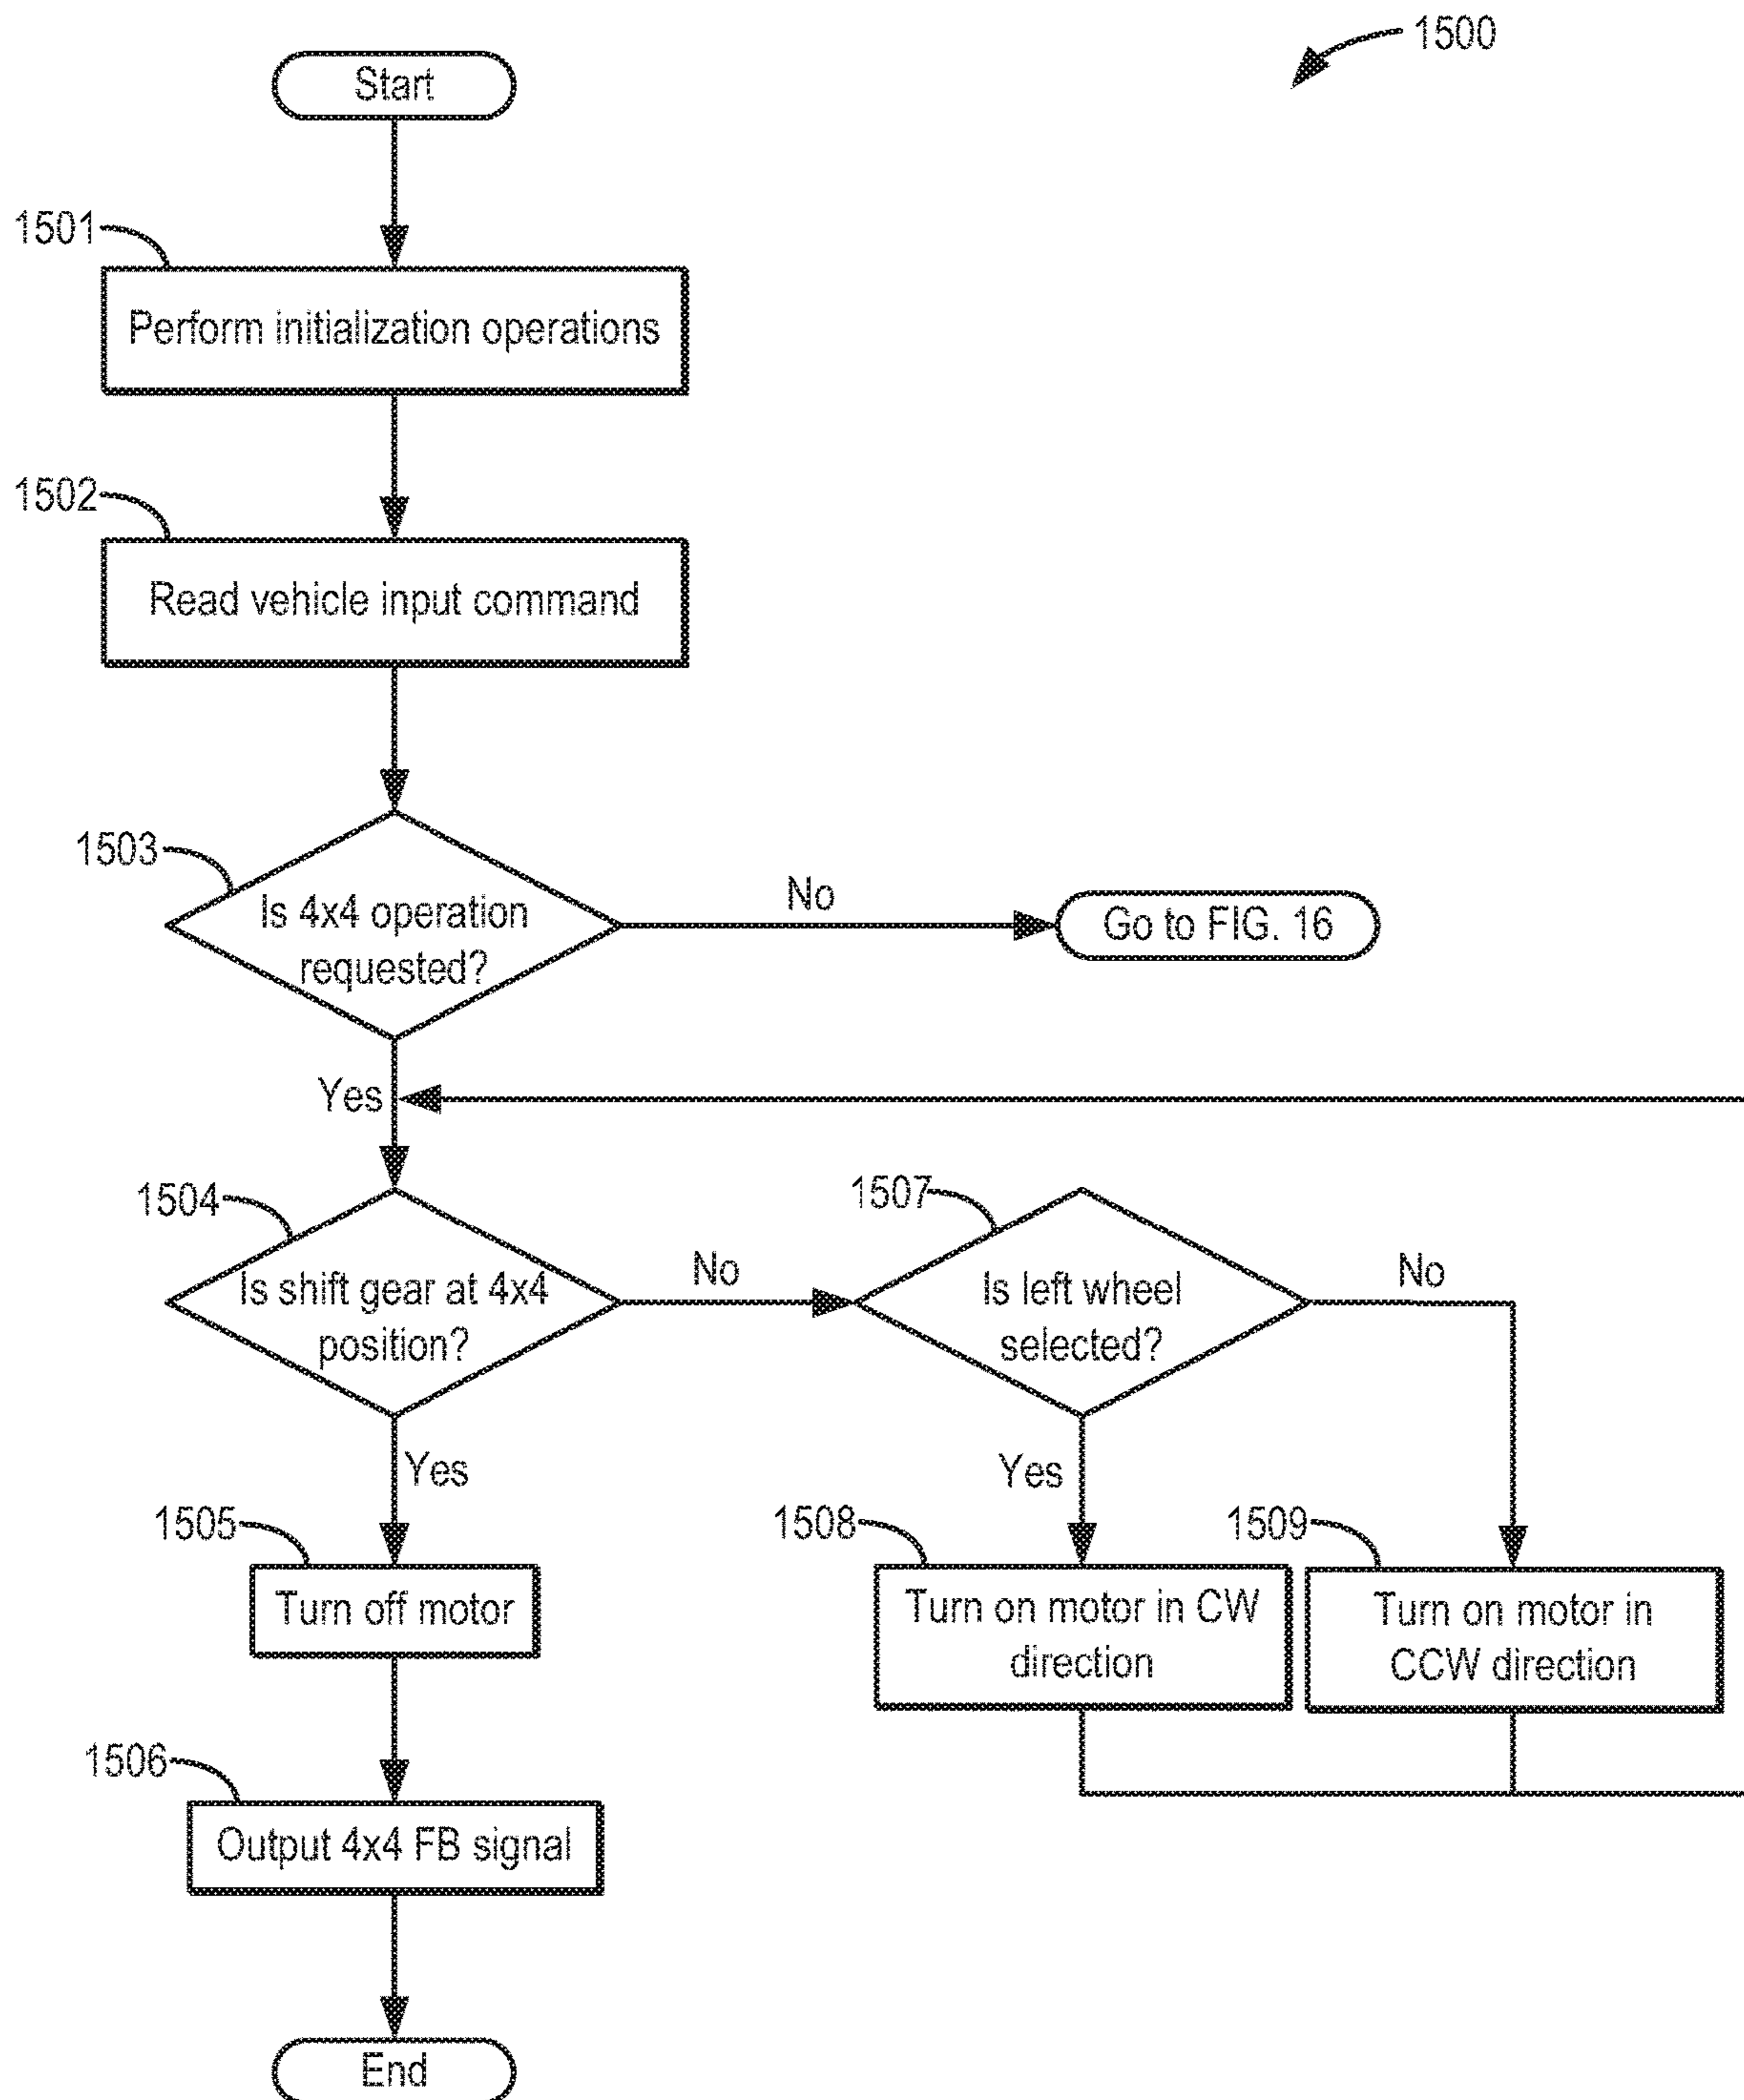 1500
Start
1501
Perform initialization operations
1502
Read vehicle input command
1503
Is 4x4 operation
requested?
No
Go to FIG. 16
Yes
1504
Is shift gear at 4x4
position?
No
1507
Is left wheel
selected?
No
Yes
Yes
1505
Turn off motor
1508
Turn on motor in CW
direction
1509
Turn on motor in
CCW direction
1506
Output 4x4 FB signal
End